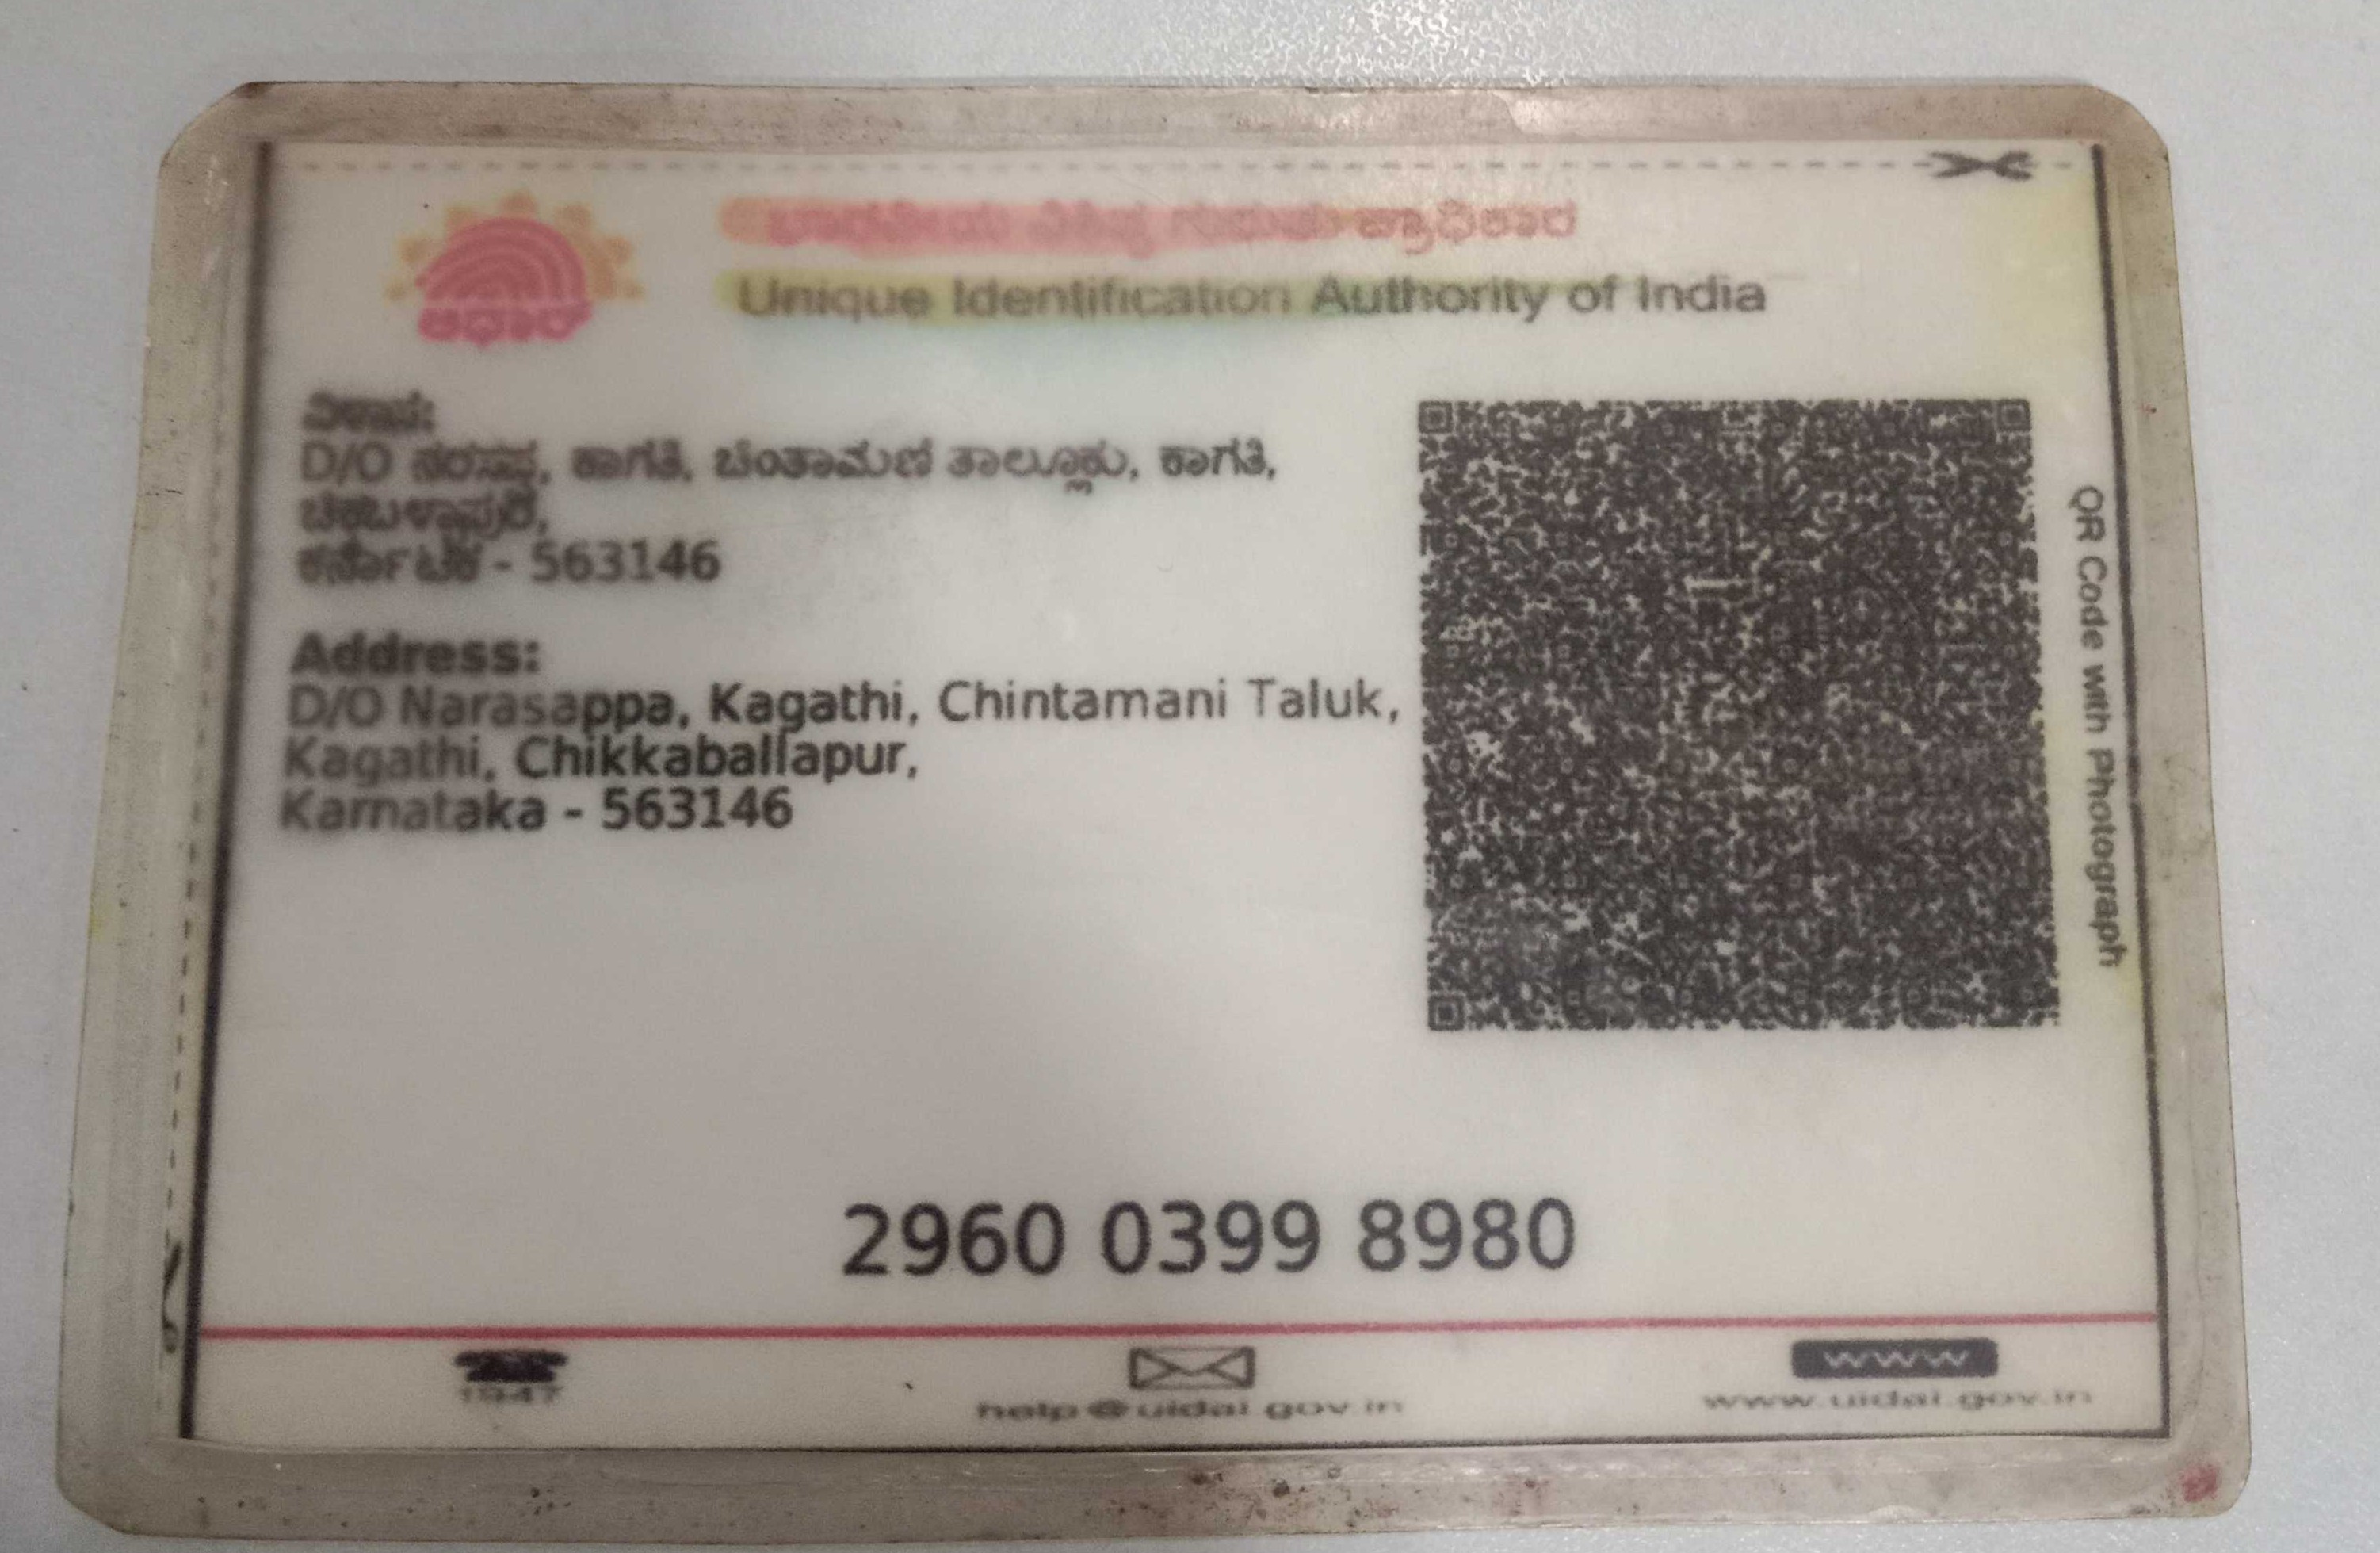 ಭಾರತೀಯ ವಿಶಿಷ್ಟ ಗುರುತು ಪ್ರಾಧಿಕಾರ
Unique Identification Authority of India
ಆಧಾರ್
ವಿಳಾಸ:
D/O ನರಸಪ್ಪ, ಕಾಗತಿ, ಚಿಂತಾಮಣಿ ತಾಲ್ಲೂಕು, ಕಾಗತಿ,
ಚಿಕಬಳ್ಳಾಪುರ,
ಕರ್ನಾಟಕ - 563146
Address:
D/O Narasappa, Kagathi, Chintamani Taluk,
Kagathi, Chikkaballapur,
Karnataka - 563146
QR Code with Photograph
2960 0399 8980
1947
help@uidai.gov.in
www
www.uidai.gov.in